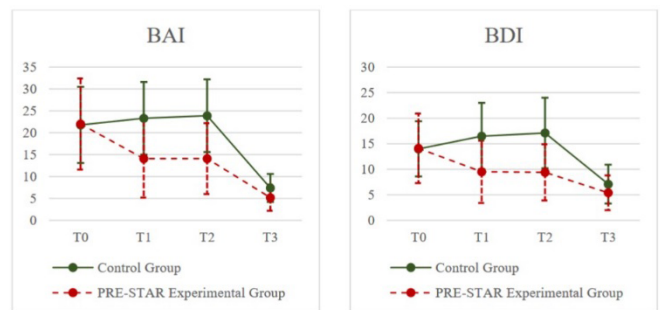 BAI
35
30
25
20
15
10
5
0
T0 T1 T2 T3
Control Group
PRE-STAR Experimental Group
BDI
30
25
20
15
10
5
0
T0 T1 T2 T3
Control Group
PRE-STAR Experimental Group